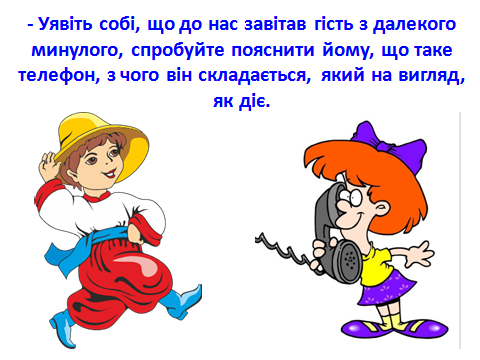 - Уявіть собі, що до нас завітав гість з далекого
минулого, спробуйте пояснити йому, що таке
телефон, з чого він складається, який на вигляд,
як діє.